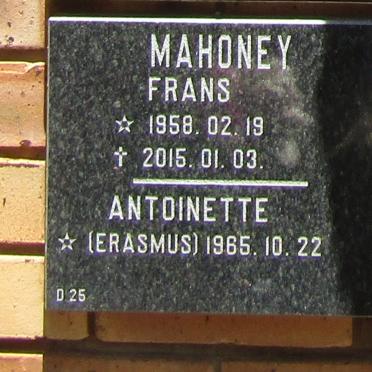 MAHONEY
FRANS
☆ 1958. 02. 19
† 2015. 01. 03.
ANTOINETTE
☆ (ERASMUS) 1965. 10. 22
D 25